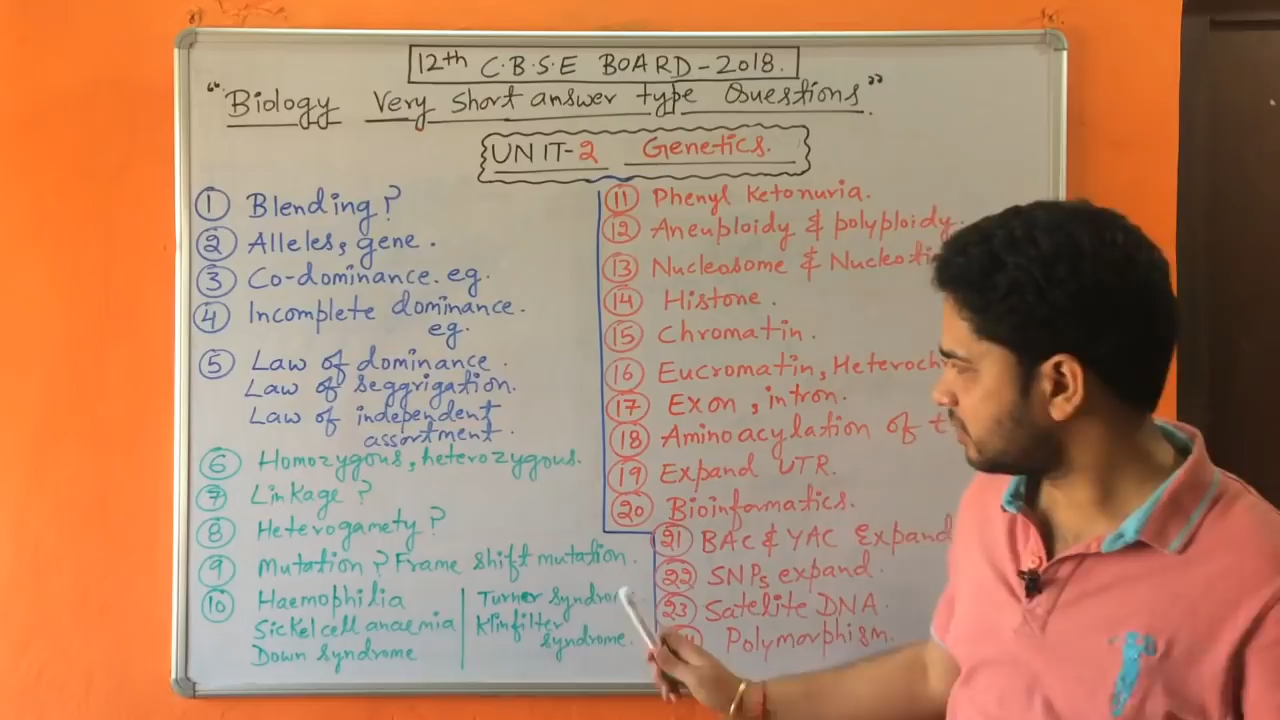 12th C.B.S.E BOARD-2018.
"Biology Very Short answer type Questions"
UNIT-2 Genetics.
1 Blending?
2 Alleles, gene.
3 Co-dominance. eg.
4 Incomplete dominance.
eg.
5 Law of dominance.
Law of Seggrigation.
Law of independent
assortment.
6 Homozygous, heterozygous.
7 Linkage?
8 Heterogamety?
9 Mutation? Frame shift mutation.
10 Haemophilia
Sickel cell anaemia
Down Syndrome
Turner
Klinfilter
Syndrome.
11 Phenyl Ketonuria.
12 Aneuploidy & polyploidy.
13 Nucleosome &
14 Histone.
15 Chromatin.
16 Eucromatin,
17 Exon, intron.
18 Aminoacylation of
19 Expand UTR.
20 Bioinformatics.
21 BAC & YAC Expand
22 SNPs expand.
23 Satelite DNA.
Polymorphism.